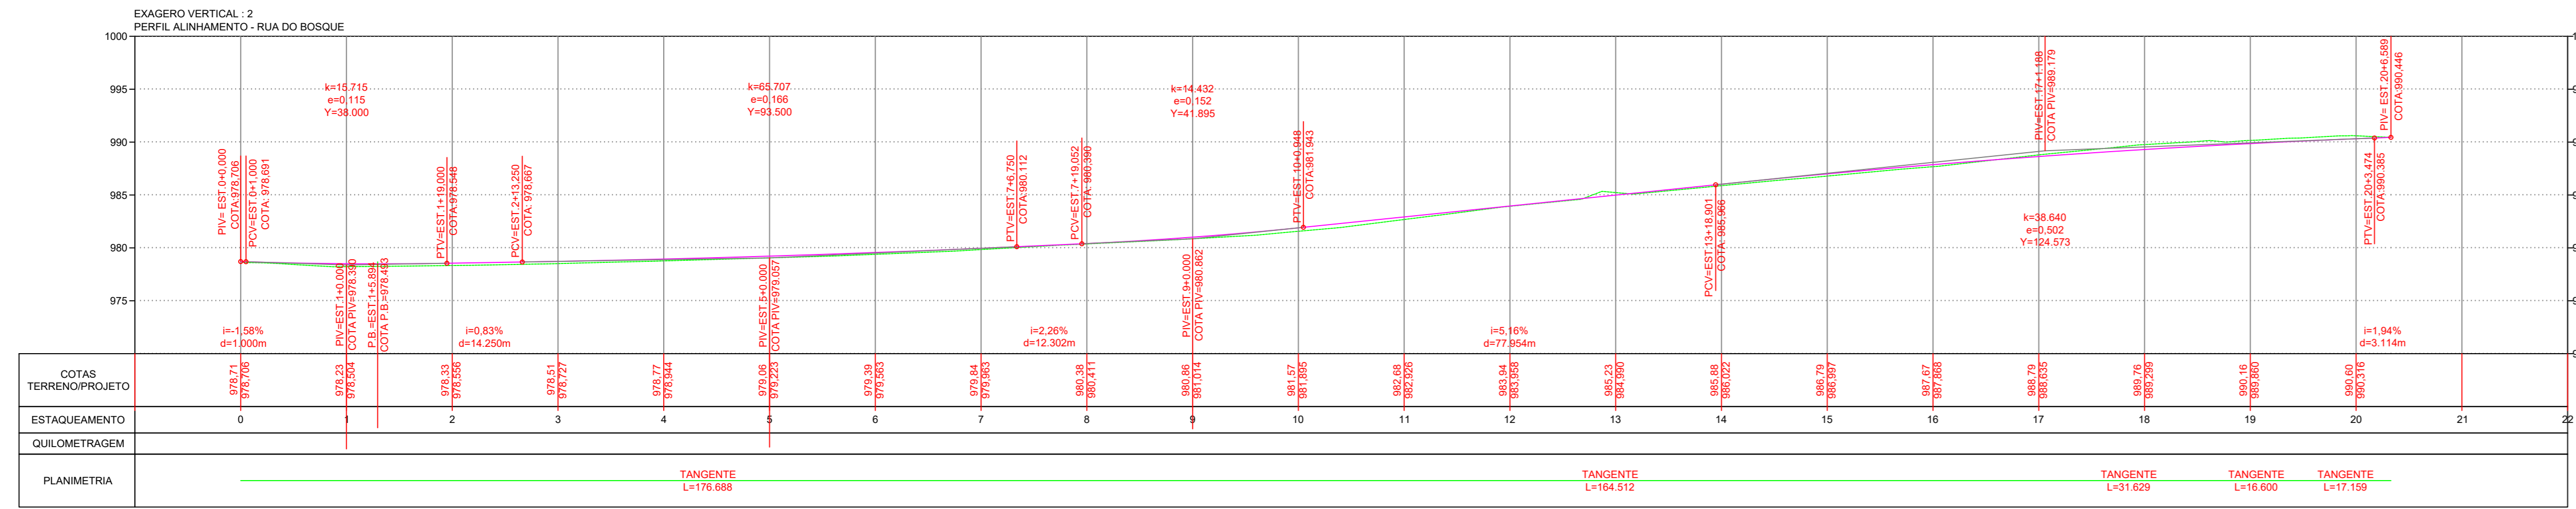 EXAGERO VERTICAL : 2
PERFIL ALINHAMENTO - RUA DO BOSQUE
1000
995
990
985
980
975
k=15.715
e=0,115
Y=38.000
k=65.707
e=0,166
Y=93.500
k=14.432
e=0,152
Y=41.895
k=38.640
e=0,502
Y=124.573
PIV= EST.0+0,000
COTA:978,706
PCV=EST.0+1,000
COTA: 978,691
PIV=EST.1+0.000
COTA PIV=978.390
P.B.=EST.1+5.894
COTA P.B.=978.493
PTV=EST.1+19,000
COTA:978.548
PCV=EST.2+13,250
COTA: 978,667
PIV=EST.5+0.000
COTA PIV=979.057
PTV=EST.7+6,750
COTA:980.112
PCV=EST.7+19,052
COTA: 980,390
PIV=EST.9+0.000
COTA PIV=980.862
PTV=EST.10+0.948
COTA:981.943
PCV=EST.13+18,901
COTA: 985,966
PIV=EST.17+1.188
COTA PIV=989.179
PTV=EST.20+3.474
COTA:990.385
PIV= EST.20+6,589
COTA:990,446
i=-1,58%
d=1.000m
i=0,83%
d=14.250m
i=2,26%
d=12.302m
i=5,16%
d=77.954m
i=1,94%
d=3.114m
COTAS
TERRENO/PROJETO
978,71
978,706
978,23
978,504
978,33
978,556
978,51
978,727
978,77
978,944
979,06
979,223
979,39
979,563
979,84
979,963
980,38
980,411
980,86
981,014
981,57
981,895
982,68
982,926
983,94
983,958
985,23
984,990
985,88
986,022
986,79
986,997
987,67
987,868
988,79
988,635
989,76
989,299
990,16
989,860
990,60
990,316
ESTAQUEAMENTO
0 1 2 3 4 5 6 7 8 9 10 11 12 13 14 15 16 17 18 19 20 21 22
QUILOMETRAGEM
PLANIMETRIA
TANGENTE
L=176.688
TANGENTE
L=164.512
TANGENTE
L=31.629
TANGENTE
L=16.600
TANGENTE
L=17.159